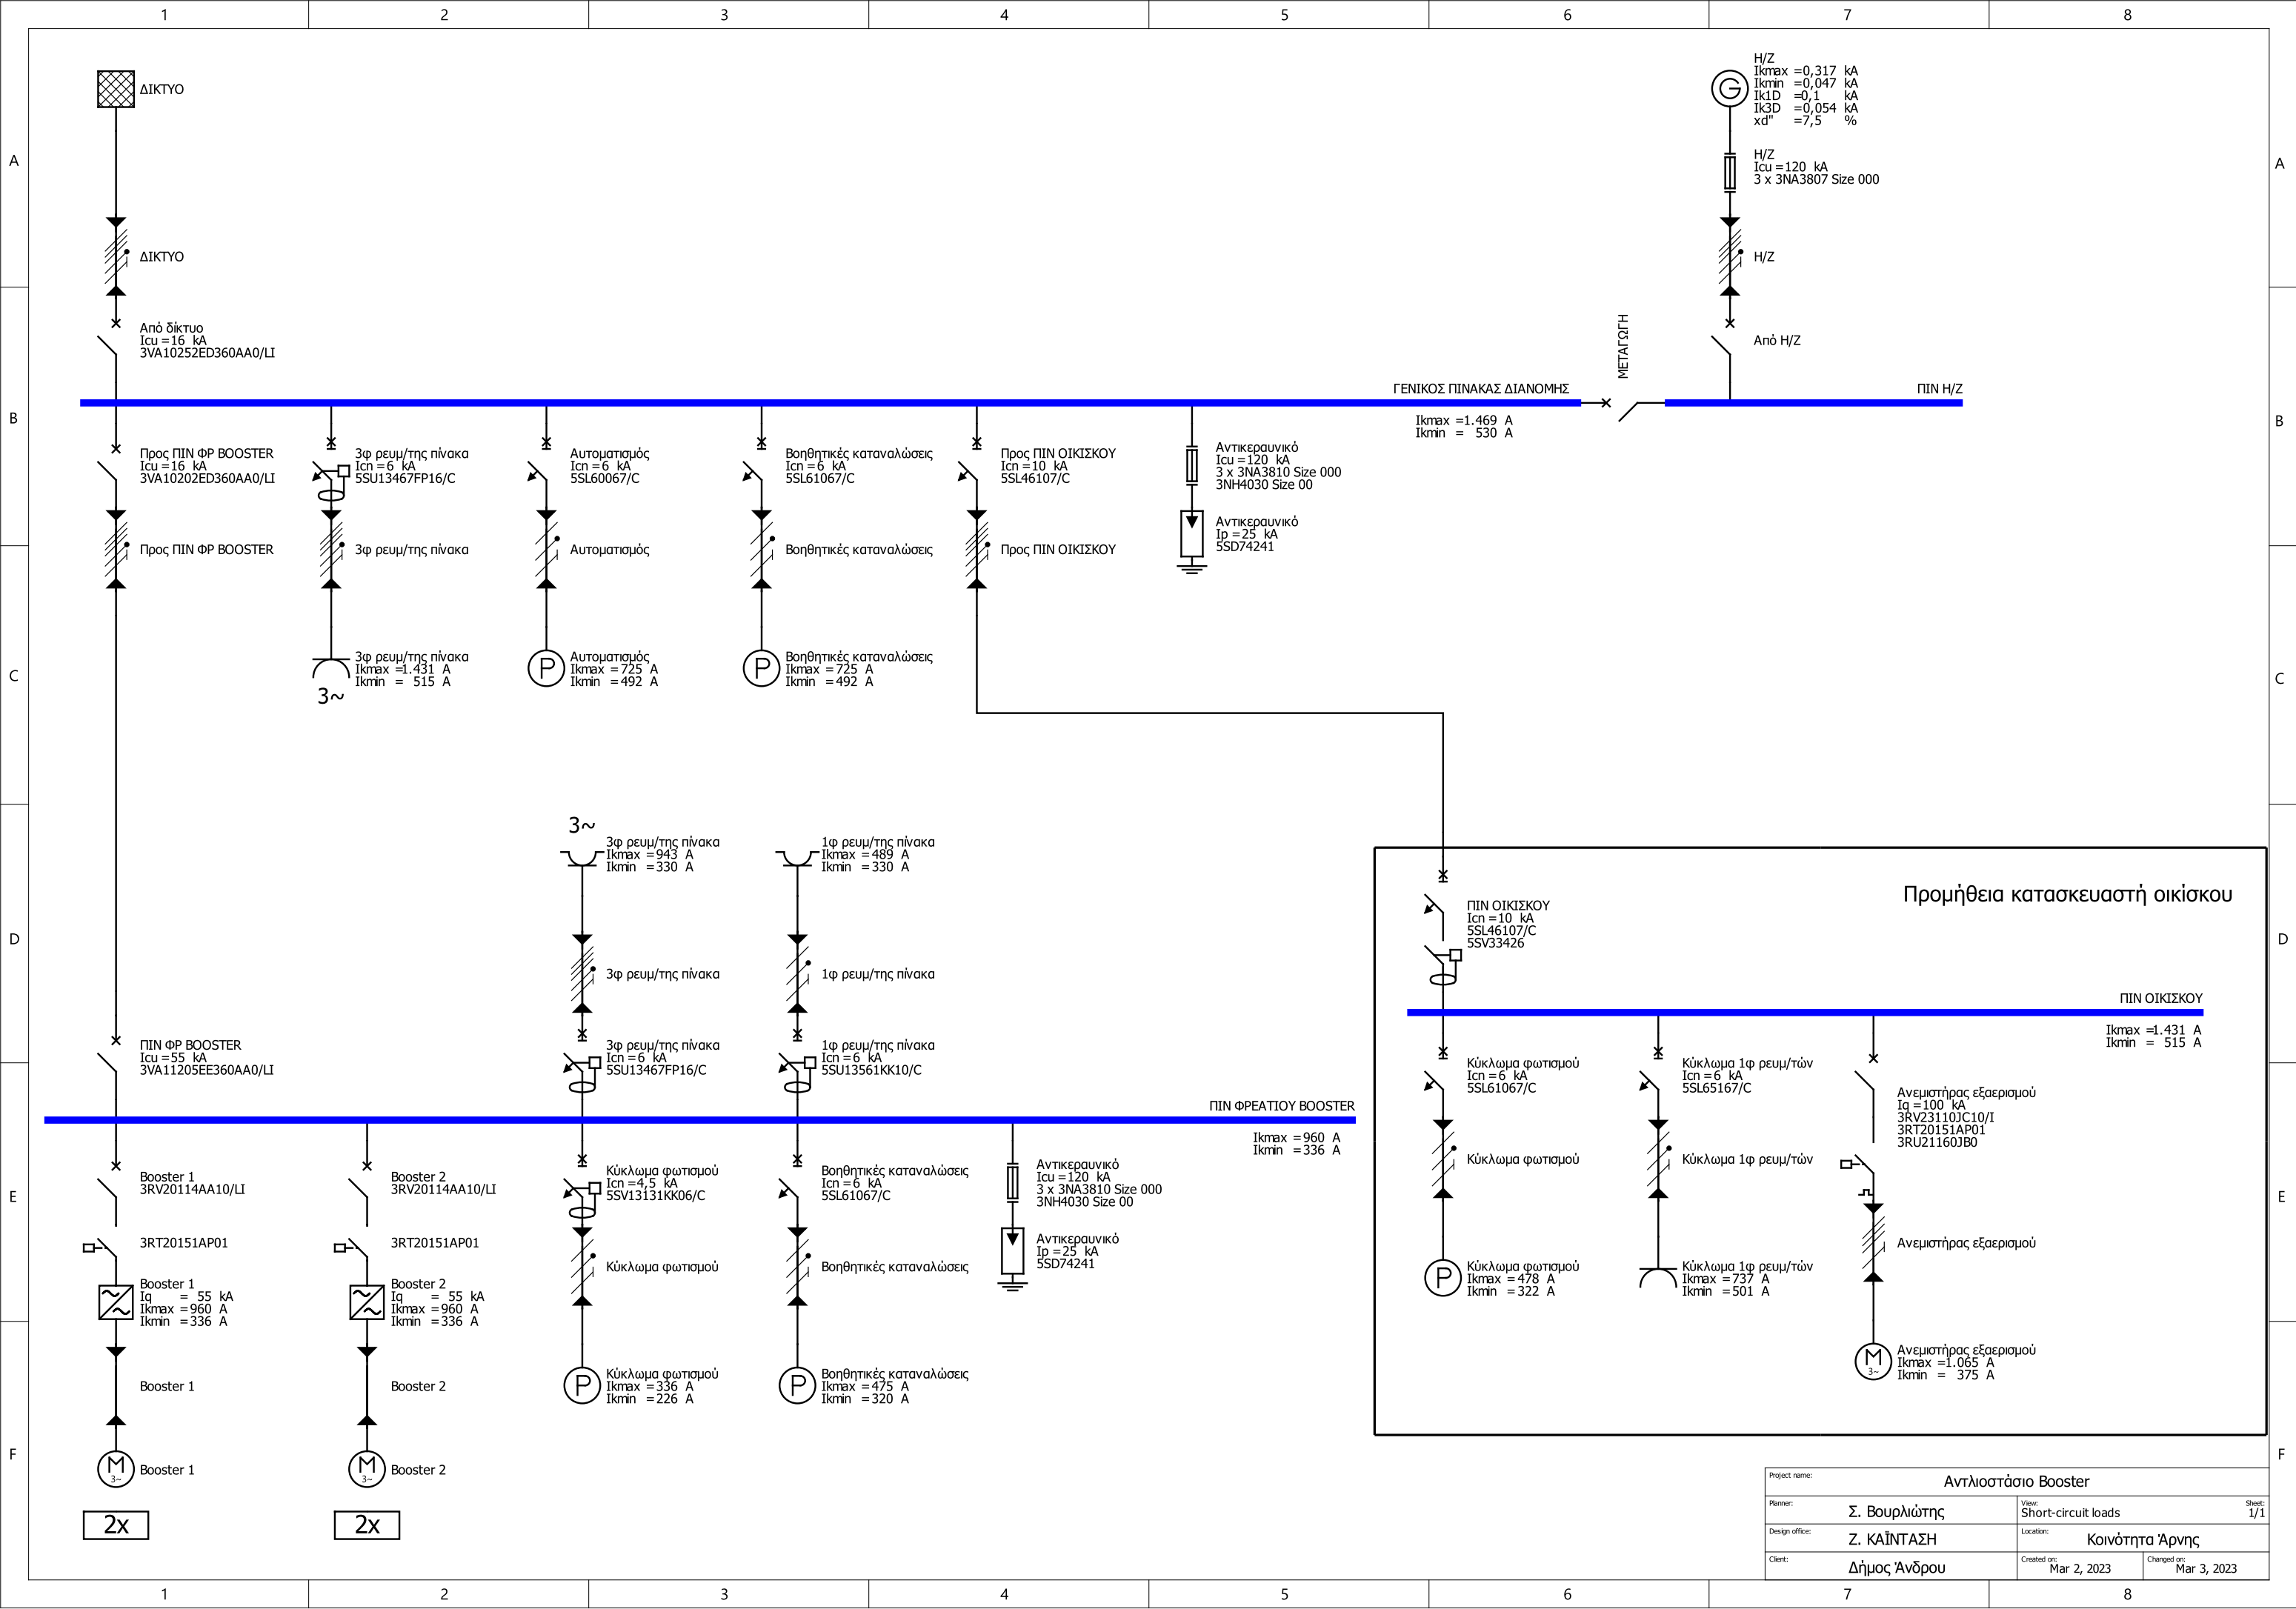 1 2 3 4 5 6 7 8
A
B
C
D
E
F
A
B
C
D
E
F
ΔΙΚΤΥΟ
ΔΙΚΤΥΟ
Από δίκτυο
Icu =16 kA
3VA10252ED360AA0/LI
Η/Ζ
Ikmax =0,317 kA
Ikmin =0,047 kA
Ik1D =0,1 kA
Ik3D =0,054 kA
xd" =7,5 %
G
Η/Ζ
Icu =120 kA
3 x 3NA3807 Size 000
Η/Ζ
Από Η/Ζ
ΜΕΤΑΓΩΓΗ
ΓΕΝΙΚΟΣ ΠΙΝΑΚΑΣ ΔΙΑΝΟΜΗΣ
Ikmax =1.469 A
Ikmin = 530 A
ΠΙΝ Η/Ζ
Προς ΠΙΝ ΦΡ BOOSTER
Icu =16 kA
3VA10202ED360AA0/LI
Προς ΠΙΝ ΦΡ BOOSTER
3φ ρευμ/της πίνακα
Icn =6 kA
5SU13467FP16/C
3φ ρευμ/της πίνακα
3φ ρευμ/της πίνακα
Ikmax =1.431 A
Ikmin = 515 A
3~
Αυτοματισμός
Icn =6 kA
5SL60067/C
Αυτοματισμός
P
Αυτοματισμός
Ikmax =725 A
Ikmin =492 A
Βοηθητικές καταναλώσεις
Icn =6 kA
5SL61067/C
Βοηθητικές καταναλώσεις
P
Βοηθητικές καταναλώσεις
Ikmax =725 A
Ikmin =492 A
Προς ΠΙΝ ΟΙΚΙΣΚΟΥ
Icn =10 kA
5SL46107/C
Προς ΠΙΝ ΟΙΚΙΣΚΟΥ
Αντικεραυνικό
Icu =120 kA
3 x 3NA3810 Size 000
3NH4030 Size 00
Αντικεραυνικό
Ip =25 kA
5SD74241
3~
3φ ρευμ/της πίνακα
Ikmax =943 A
Ikmin =330 A
3φ ρευμ/της πίνακα
3φ ρευμ/της πίνακα
Icn =6 kA
5SU13467FP16/C
1φ ρευμ/της πίνακα
Ikmax =489 A
Ikmin =330 A
1φ ρευμ/της πίνακα
1φ ρευμ/της πίνακα
Icn =6 kA
5SU13561KK10/C
ΠΙΝ ΦΡ BOOSTER
Icu =55 kA
3VA11205EE360AA0/LI
ΠΙΝ ΦΡΕΑΤΙΟΥ BOOSTER
Ikmax =960 A
Ikmin =336 A
Booster 1
3RV20114AA10/LI
3RT20151AP01
Booster 1
Iq = 55 kA
Ikmax =960 A
Ikmin =336 A
Booster 1
M
3~
Booster 1
2x
Booster 2
3RV20114AA10/LI
3RT20151AP01
Booster 2
Iq = 55 kA
Ikmax =960 A
Ikmin =336 A
Booster 2
M
3~
Booster 2
2x
Κύκλωμα φωτισμού
Icn =4,5 kA
5SV13131KK06/C
Κύκλωμα φωτισμού
P
Κύκλωμα φωτισμού
Ikmax =336 A
Ikmin =226 A
Βοηθητικές καταναλώσεις
Icn =6 kA
5SL61067/C
Βοηθητικές καταναλώσεις
P
Βοηθητικές καταναλώσεις
Ikmax =475 A
Ikmin =320 A
Αντικεραυνικό
Icu =120 kA
3 x 3NA3810 Size 000
3NH4030 Size 00
Αντικεραυνικό
Ip =25 kA
5SD74241
Προμήθεια κατασκευαστή οικίσκου
ΠΙΝ ΟΙΚΙΣΚΟΥ
Icn =10 kA
5SL46107/C
5SV33426
ΠΙΝ ΟΙΚΙΣΚΟΥ
Ikmax =1.431 A
Ikmin = 515 A
Κύκλωμα φωτισμού
Icn =6 kA
5SL61067/C
Κύκλωμα φωτισμού
P
Κύκλωμα φωτισμού
Ikmax =478 A
Ikmin =322 A
Κύκλωμα 1φ ρευμ/τών
Icn =6 kA
5SL65167/C
Κύκλωμα 1φ ρευμ/τών
Κύκλωμα 1φ ρευμ/τών
Ikmax =737 A
Ikmin =501 A
Ανεμιστήρας εξαερισμού
Iq =100 kA
3RV23110JC10/I
3RT20151AP01
3RU21160JB0
Ανεμιστήρας εξαερισμού
M
3~
Ανεμιστήρας εξαερισμού
Ikmax =1.065 A
Ikmin = 375 A
Project name: Αντλιοστάσιο Booster
Planner: Σ. Βουρλιώτης
View: Short-circuit loads
Sheet: 1/1
Design office: Ζ. ΚΑΪΝΤΑΣΗ
Location: Κοινότητα Άρνης
Client: Δήμος Άνδρου
Created on: Mar 2, 2023
Changed on: Mar 3, 2023
1 2 3 4 5 6 7 8